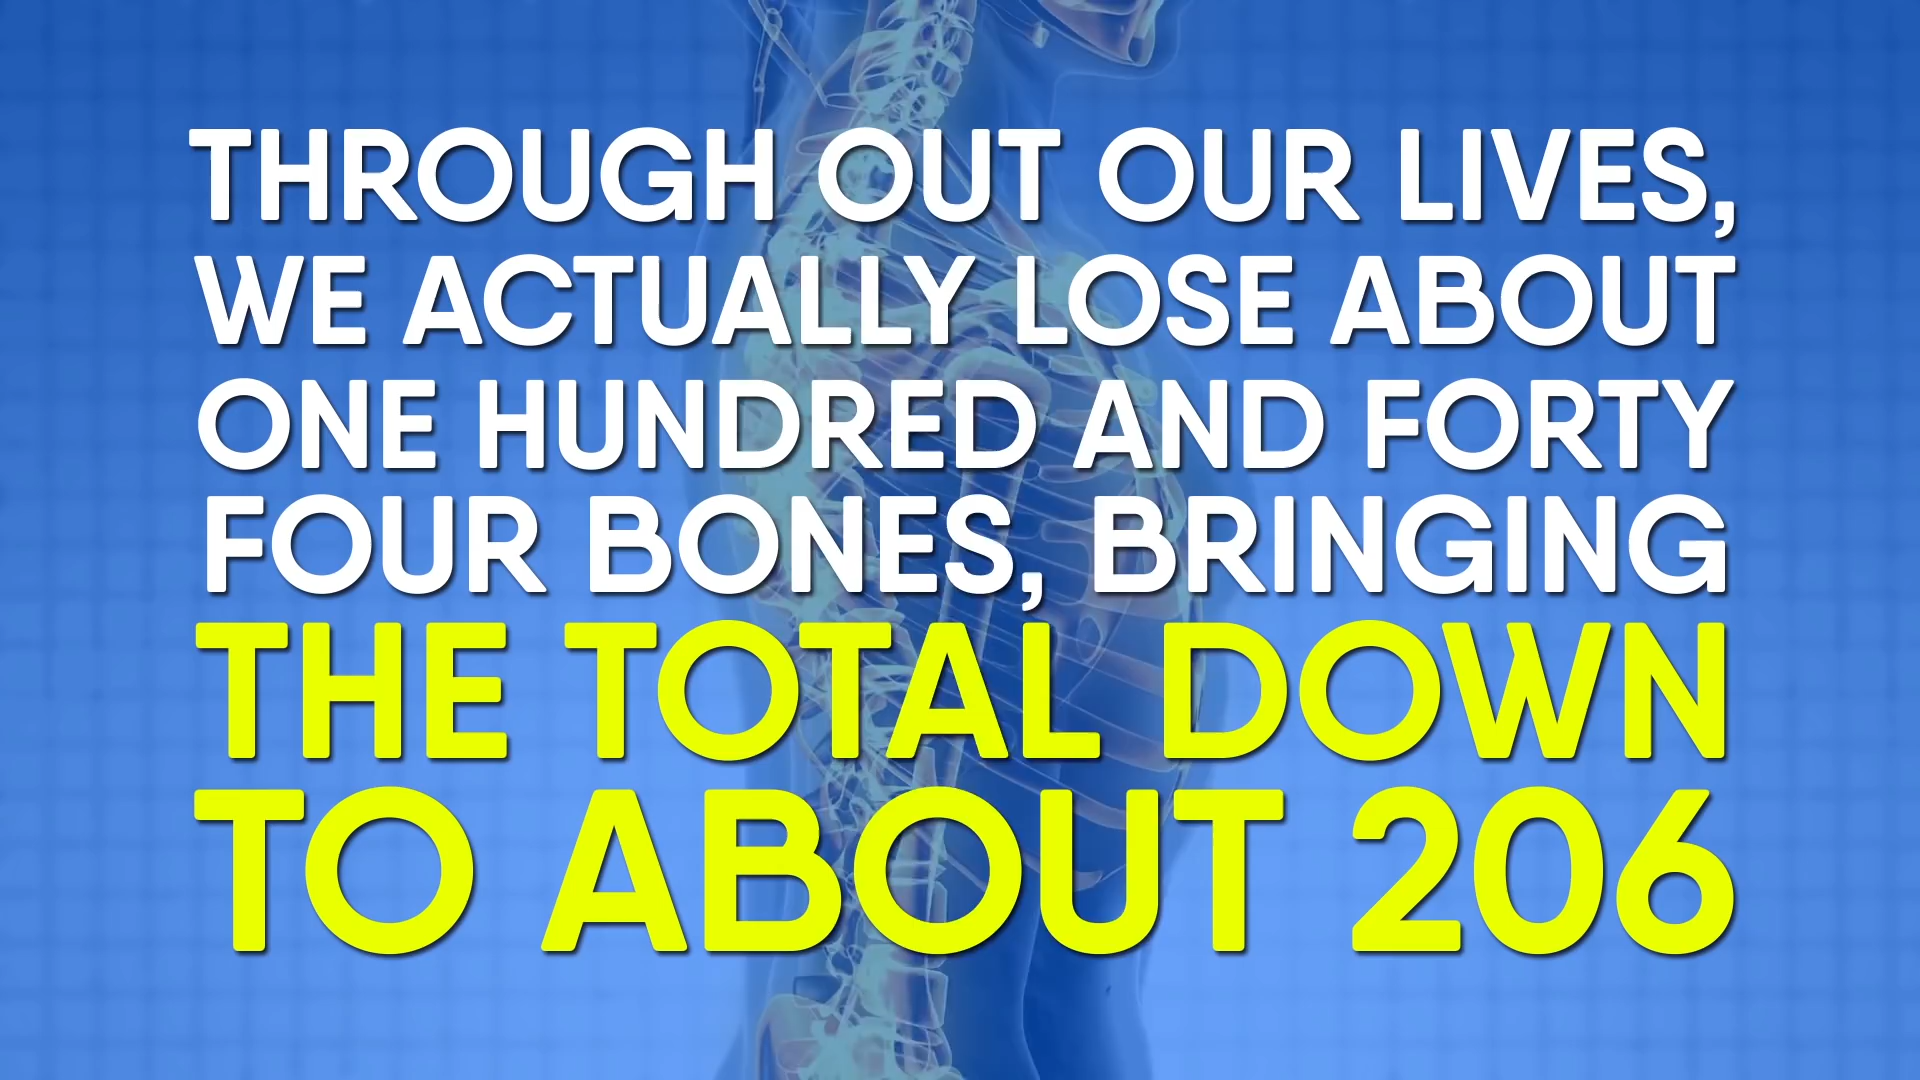 THROUGH OUT OUR LIVES,
WE ACTUALLY LOSE ABOUT
ONE HUNDRED AND FORTY
FOUR BONES, BRINGING
THE TOTAL DOWN
TO ABOUT 206